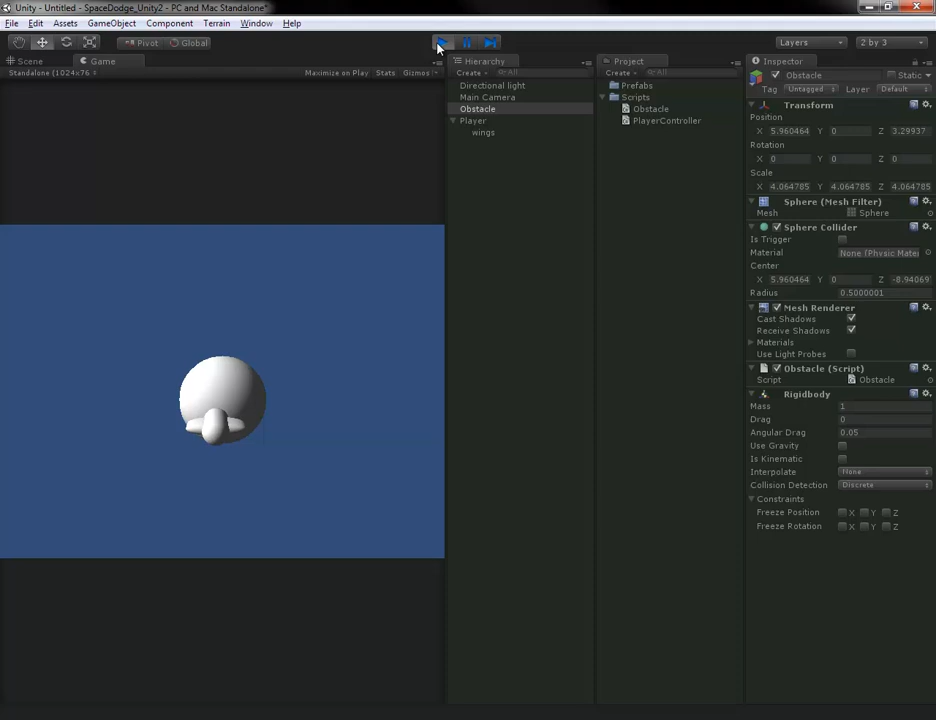 Unity - Untitled - SpaceDodge_Unity2 - PC and Mac Standalone*
File Edit Assets GameObject Component Terrain Window Help
Pivot Global Layers 2 by 3
Scene Game Hierarchy Project Inspector
Standalone (1024x76 Maximize on Play Stats Gizmos Create All Create All Obstacle Static
Directional light Prefabs Tag Untagged Layer Default
Main Camera Scripts Transform
Obstacle Obstacle Position
Player PlayerController X 5.960464 Y 0 Z 3.29937
wings Rotation
X 0 Y 0 Z 0
Scale
X 4.064785 Y 4.064785 Z 4.064785
Sphere (Mesh Filter)
Mesh Sphere
Sphere Collider
Is Trigger
Material None (Physic Mater
Center
X 5.960464 Y 0 Z -8.94069
Radius 0.5000001
Mesh Renderer
Cast Shadows
Receive Shadows
Materials
Use Light Probes
Obstacle (Script)
Script Obstacle
Rigidbody
Mass 1
Drag 0
Angular Drag 0.05
Use Gravity
Is Kinematic
Interpolate None
Collision Detection Discrete
Constraints
Freeze Position X Y Z
Freeze Rotation X Y Z